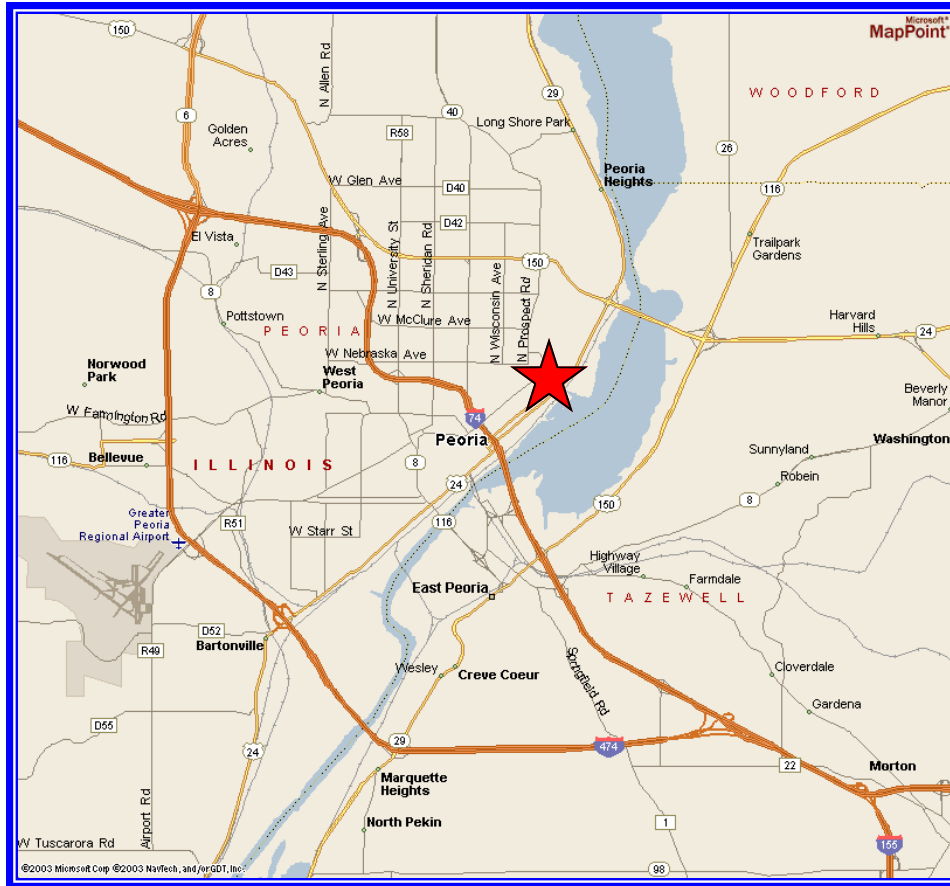 Microsoft®
MapPoint®
150
N Allen Rd
6
29
40
WOODFORD
Golden
Acres
R58
Long Shore Park
26
W Glen Ave
D40
Peoria
Heights
116
El Vista
D42
Trailpark
Gardens
D43
N Sterling Ave
N University St
N Sheridan Rd
150
N Wisconsin Ave
N Prospect Rd
8
Pottstown
W McClure Ave
PEORIA
Harvard
Hills
24
W Nebraska Ave
Norwood
Park
West
Peoria
Beverly
Manor
W Farmington Rd
74
Peoria
Washington
116
Bellevue
ILLINOIS
8
Sunnyland
Robein
24
150
8
Greater
Peoria
Regional Airport
R51
W Starr St
116
Highway
Village
East Peoria
Farmdale
TAZEWELL
D52
Bartonville
R49
Wesley
Creve Coeur
Springfield Rd
Cloverdale
Gardena
D55
24
29
474
22
Morton
Marquette
Heights
Airport Rd
North Pekin
1
W Tuscarora Rd
155
98
©2003 Microsoft Corp ©2003 NavTech, and/or GDT, Inc.